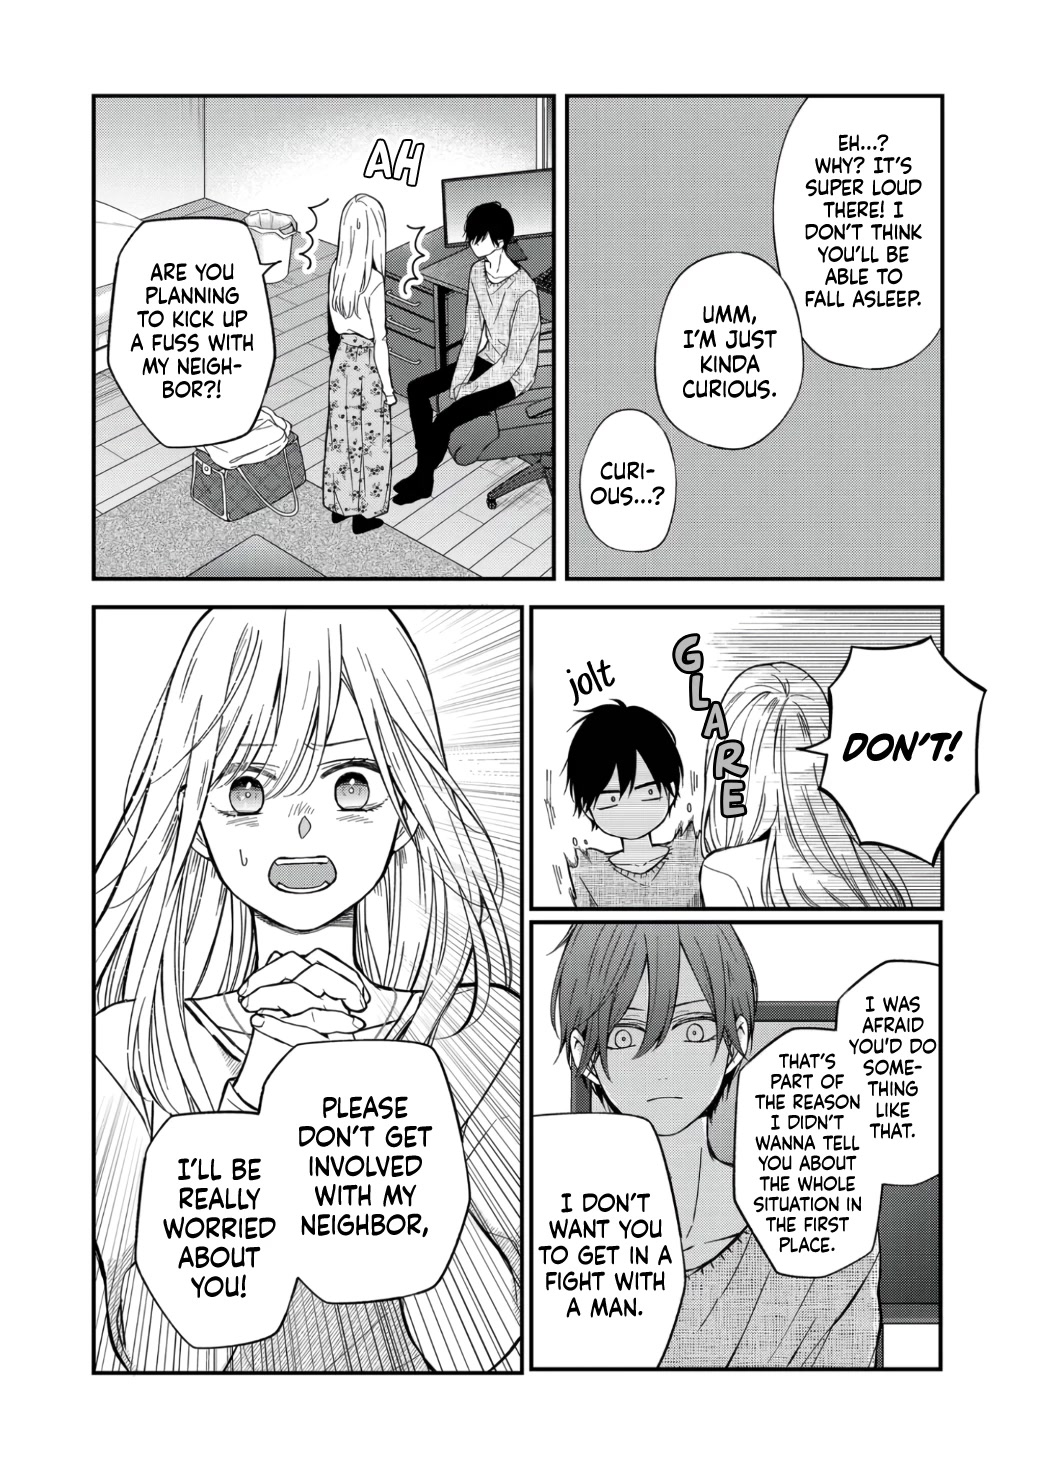 EH...?
WHY? IT'S
SUPER LOUD
THERE! I
DON'T THINK
YOU'LL BE
ABLE TO
FALL ASLEEP.
UMM,
I'M JUST
KINDA
CURIOUS.
CURI-
OUS...?
AH
ARE YOU
PLANNING
TO KICK UP
A FUSS WITH
MY NEIGH-
BOR?!
DON'T!
GLARE
jolt
I WAS
AFRAID
YOU'D DO
SOME-
THING
LIKE
THAT.
THAT'S
PART OF
THE REASON
I DIDN'T
WANNA TELL
YOU ABOUT
THE WHOLE
SITUATION IN
THE FIRST
PLACE.
I DON'T
WANT YOU
TO GET IN A
FIGHT WITH
A MAN.
PLEASE
DON'T GET
INVOLVED
WITH MY
NEIGHBOR,
I'LL BE
REALLY
WORRIED
ABOUT
YOU!